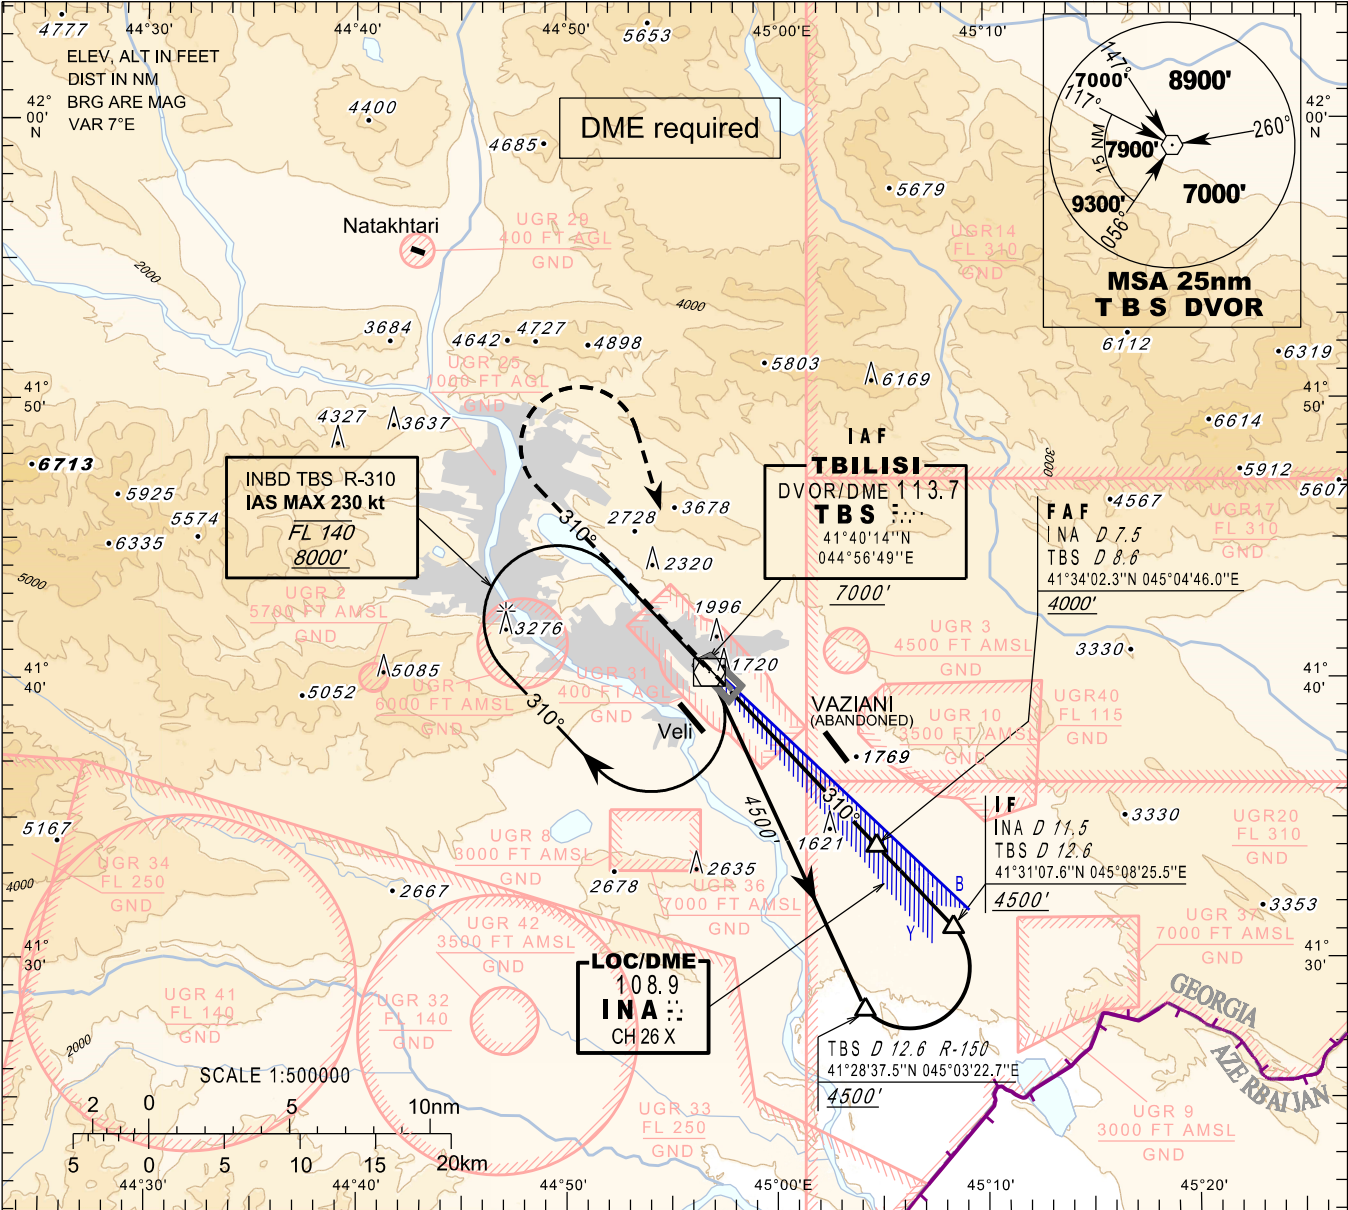 44°30'
44°40'
44°50'
45°00'E
45°10'
4777
5653
ELEV, ALT IN FEET
DIST IN NM
BRG ARE MAG
VAR 7°E
42°
00'
N
4400
4685
DME required
147°
7000'
8900'
117°
260°
15 NM
7900'
7000'
9300'
056°
MSA 25nm
TBS DVOR
42°
00'
N
5679
Natakhtari
UGR 29
400 FT AGL
GND
UGR14
FL 310
GND
2000
4000
3684
4642
4727
4898
5803
6169
6112
6319
UGR 25
1000 FT AGL
GND
41°
50'
41°
50'
4327
3637
6614
6713
5925
5574
6335
5000
INBD TBS R-310
IAS MAX 230 kt
FL 140
8000'
310°
2728
3678
2320
IAF
TBILISI
DVOR/DME 113.7
TBS
41°40'14"N
044°56'49"E
7000'
3000
5912
5607
4567
UGR17
FL 310
GND
FAF
INA D 7.5
TBS D 8.6
41°34'02.3"N 045°04'46.0"E
4000'
UGR 2
5700 FT AMSL
GND
3276
1996
1720
UGR 3
4500 FT AMSL
GND
3330
41°
40'
41°
40'
5085
5052
UGR 1
6000 FT AMSL
GND
UGR 31
400 FT AGL
GND
310°
Veli
VAZIANI
(ABANDONED)
1769
UGR 10
3500 FT AMSL
GND
UGR40
FL 115
GND
4500'
310°
1621
IF
INA D 11.5
TBS D 12.6
41°31'07.6"N 045°08'25.5"E
4500'
3330
UGR20
FL 310
GND
5167
4000
UGR 34
FL 250
GND
UGR 8
3000 FT AMSL
GND
2678
2635
2667
UGR 36
7000 FT AMSL
GND
B
Y
3353
UGR 37
7000 FT AMSL
GND
UGR 42
3500 FT AMSL
GND
41°
30'
41°
30'
LOC/DME
108.9
INA
CH 26 X
UGR 41
FL 140
GND
UGR 32
FL 140
GND
2000
GEORGIA
AZERBAIJAN
TBS D 12.6 R-150
41°28'37.5"N 045°03'22.7"E
4500'
SCALE 1:500000
2 0 5 10nm
5 0 5 10 15 20km
UGR 33
FL 250
GND
UGR 9
3000 FT AMSL
GND
44°30'
44°40'
44°50'
45°00'E
45°10'
45°20'